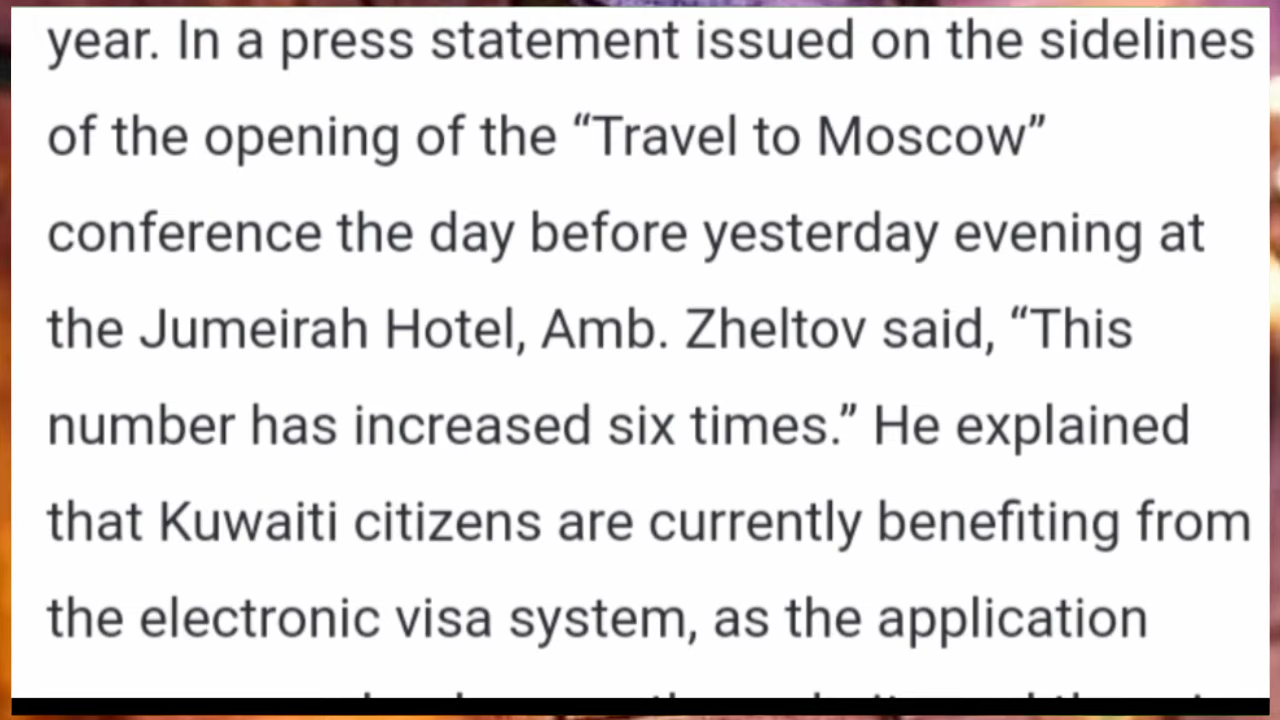 year. In a press statement issued on the sidelines
of the opening of the “Travel to Moscow”
conference the day before yesterday evening at
the Jumeirah Hotel, Amb. Zheltov said, “This
number has increased six times.” He explained
that Kuwaiti citizens are currently benefiting from
the electronic visa system, as the application